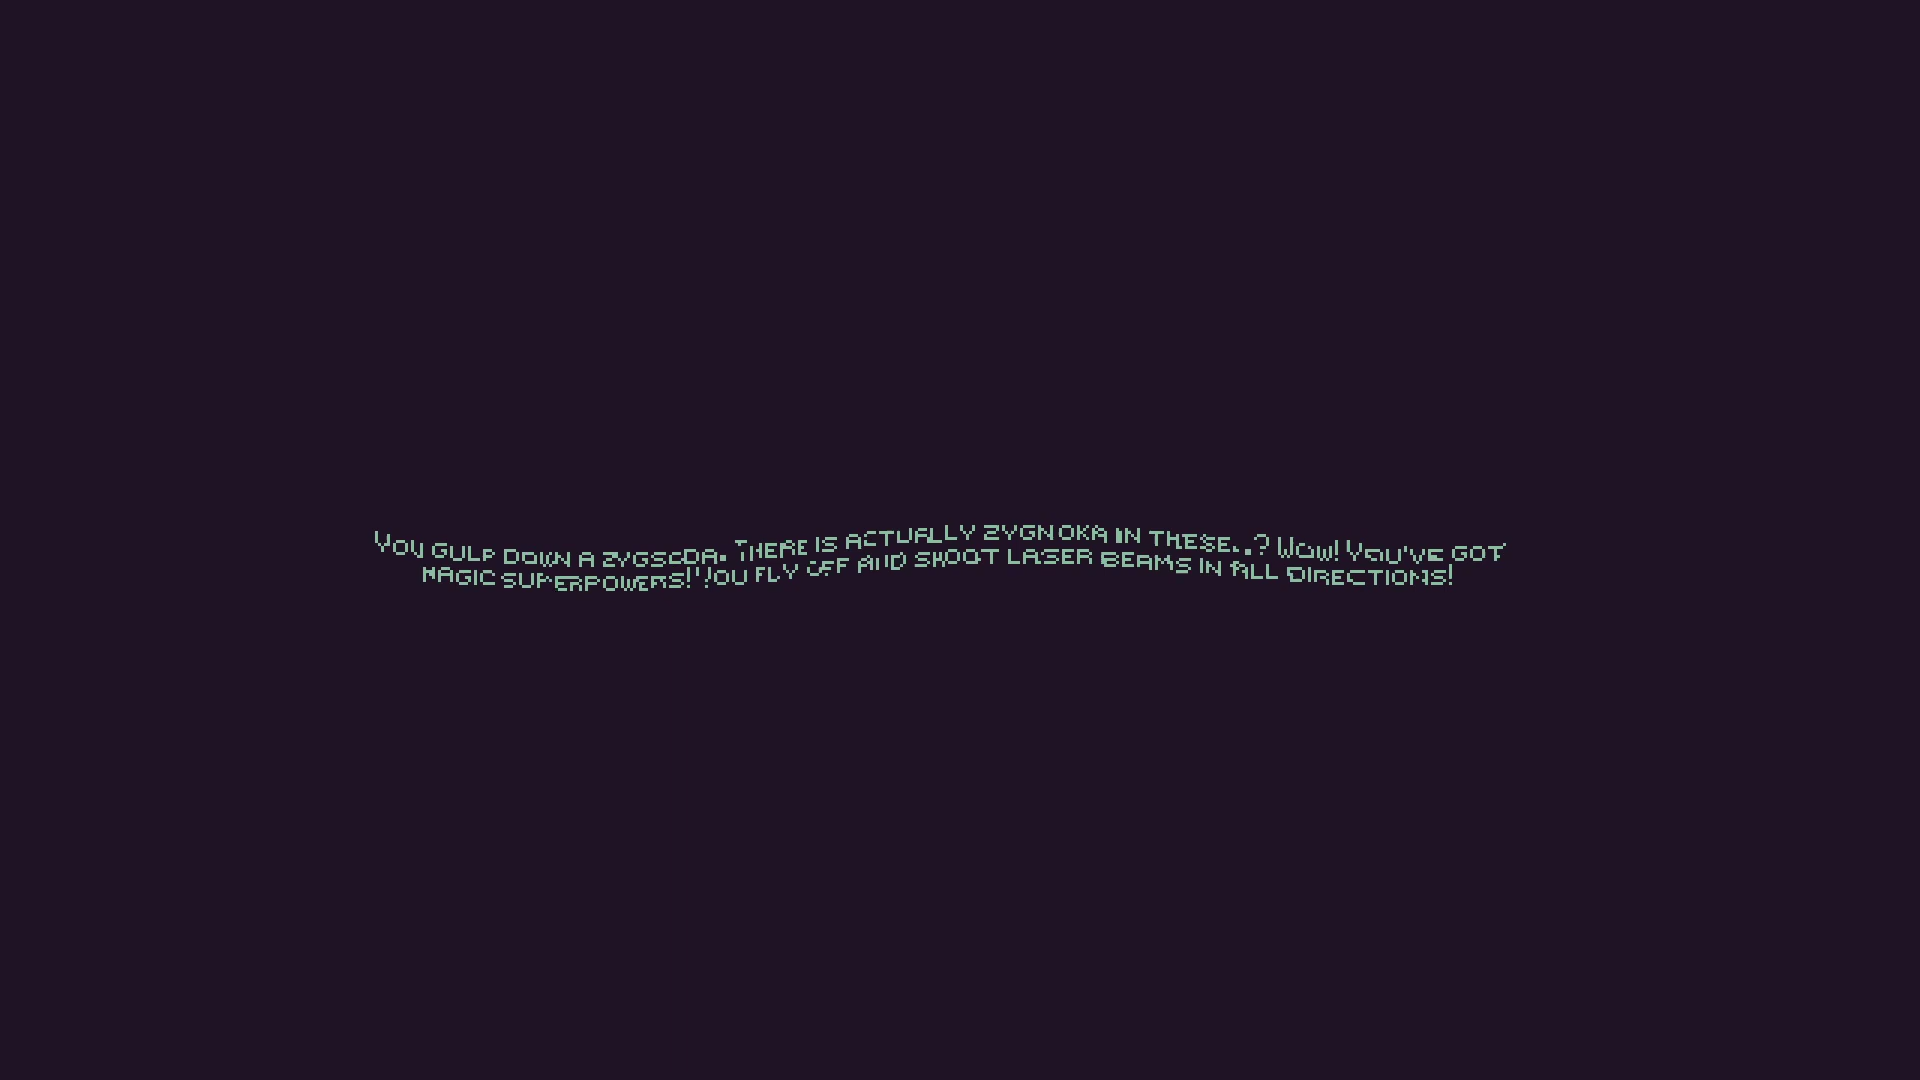 You gulp down a Zygsoda. There is actually Zygnoka in these..? Wow! You've got
magic superpowers! You fly off and shoot laser beams in all directions!